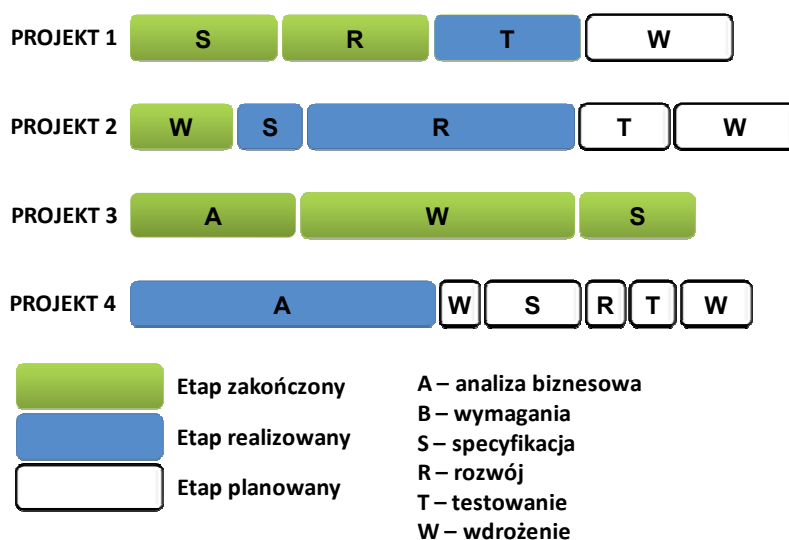 PROJEKT 1 S R T W
PROJEKT 2 W S R T W
PROJEKT 3 A W S
PROJEKT 4 A W S R T W
Etap zakończony
Etap realizowany
Etap planowany
A – analiza biznesowa
B – wymagania
S – specyfikacja
R – rozwój
T – testowanie
W – wdrożenie